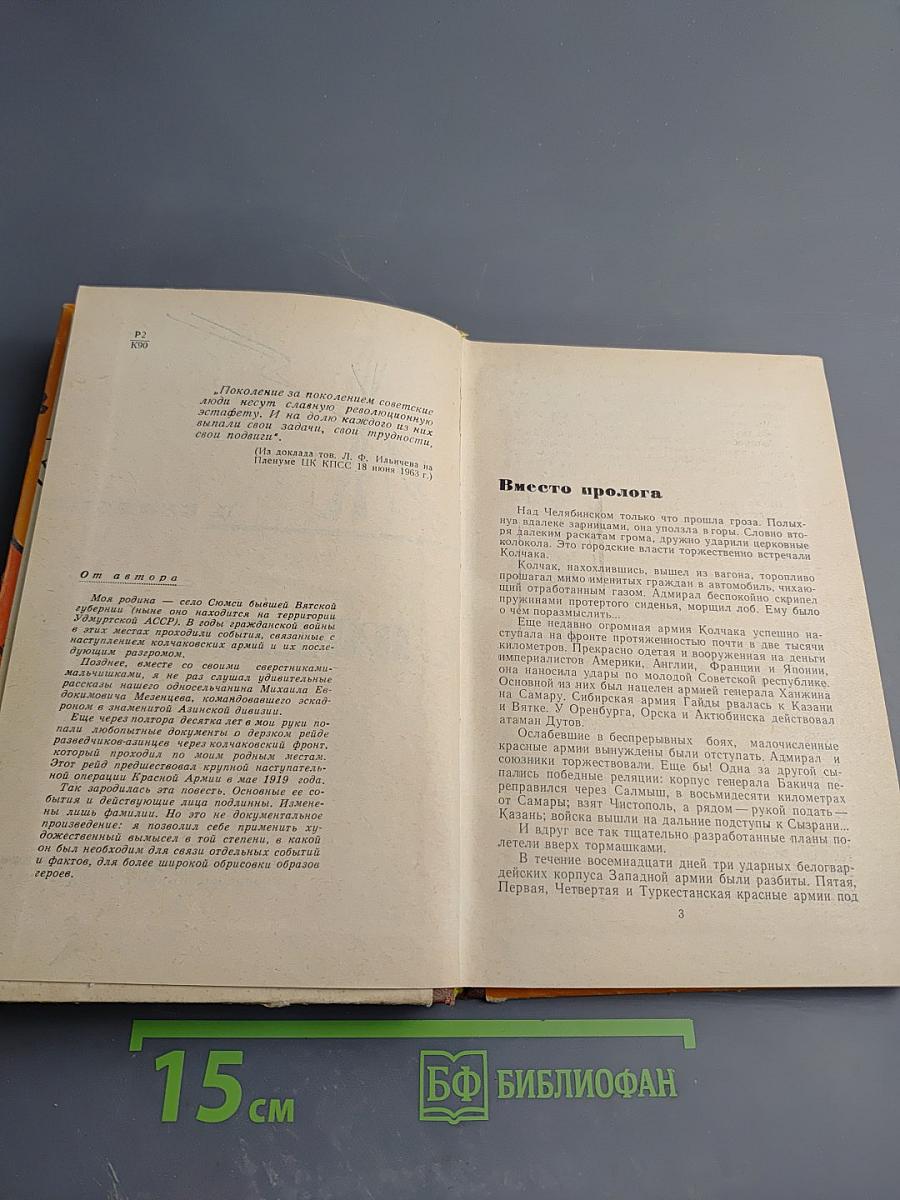 Р2
К90
„Поколение за поколением советские
люди несут славную революционную
эстафету. И на долю каждого из них
выпали свои задачи, свои трудности,
свои подвиги“.
(Из доклада тов. Л. Ф. Ильичева на
Пленуме ЦК КПСС 18 июня 1963 г.)
От автора
Моя родина — село Сюмси бывшей Вятской
губернии (ныне оно находится на территории
Удмуртской АССР). В годы гражданской войны
в этих местах проходили события, связанные с
наступлением колчаковских армий и их после-
дующим разгромом.
Позднее, вместе со своими сверстниками-
мальчишками, я не раз слушал удивительные
рассказы нашего односельчанина Михаила Ев-
докимовича Мезенцева, командовавшего эскад-
роном в знаменитой Азинской дивизии.
Еще через полтора десятка лет в мои руки по-
пали любопытные документы о дерзком рейде
разведчиков-азинцев через колчаковский фронт,
который проходил по моим родным местам.
Этот рейд предшествовал крупной наступатель-
ной операции Красной Армии в мае 1919 года.
Так зародилась эта повесть. Основные ее со-
бытия и действующие лица подлинны. Измене-
ны лишь фамилии. Но это не документальное
произведение: я позволил себе применить ху-
дожественный вымысел в той степени, в какой
он был необходим для связи отдельных событий
и фактов, для более широкой обрисовки образов
героев.
Вместо пролога
Над Челябинском только что прошла гроза. Полых-
нув вдалеке зарницами, она уползла в горы. Словно вто-
ря далеким раскатам грома, дружно ударили церковные
колокола. Это городские власти торжественно встречали
Колчака.
Колчак, нахохлившись, вышел из вагона, торопливо
прошагал мимо именитых граждан в автомобиль, чихаю-
щий отработанным газом. Адмирал беспокойно скрипел
пружинами протертого сиденья, морщил лоб. Ему было
о чем поразмыслить...
Еще недавно огромная армия Колчака успешно на-
ступала на фронте протяженностью почти в две тысячи
километров. Прекрасно одетая и вооруженная на деньги
империалистов Америки, Англии, Франции и Японии,
она наносила удары по молодой Советской республике.
Основной из них был нацелен армией генерала Ханжина
на Самару. Сибирская армия Гайды рвалась к Казани
и Вятке. У Оренбурга, Орска и Актюбинска действовал
атаман Дутов.
Ослабевшие в беспрерывных боях, малочисленные
красные армии вынуждены были отступать. Адмирал и
союзники торжествовали. Еще бы! Одна за другой сы-
пались победные реляции: корпус генерала Бакича пе-
реправился через Салмыш, в восьмидесяти километрах
от Самары; взят Чистополь, а рядом — рукой подать —
Казань; войска вышли на дальние подступы к Сызрани...
И вдруг все так тщательно разработанные планы по-
летели вверх тормашками.
В течение восемнадцати дней три ударных белогвар-
дейских корпуса Западной армии были разбиты. Пятая,
Первая, Четвертая и Туркестанская красные армии под
3
15 см
БФ БИБЛИОФАН